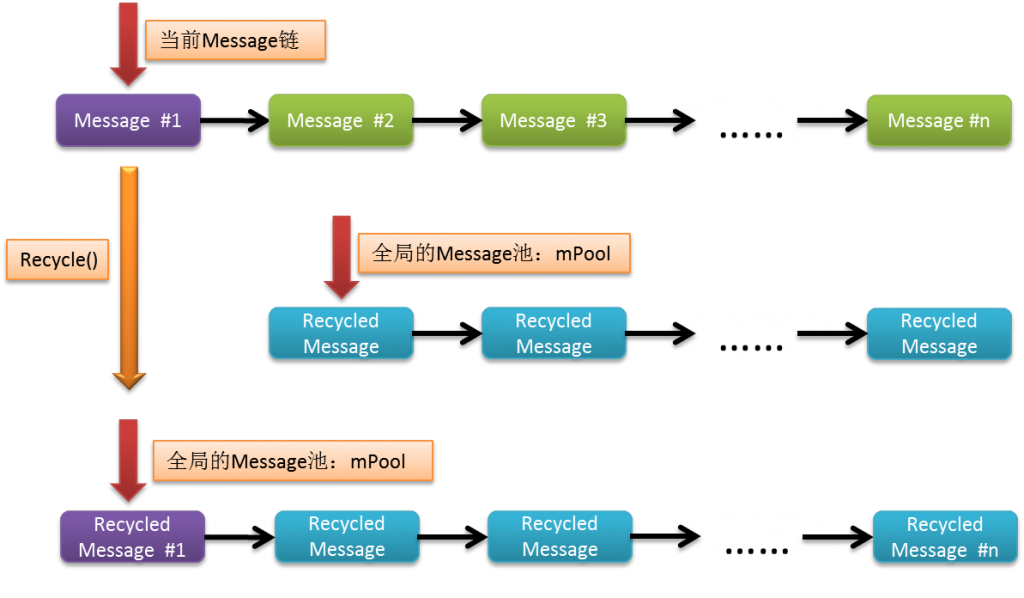 当前Message链
Message #1
Message #2
Message #3
......
Message #n
Recycle()
全局的Message池：mPool
Recycled
Message
Recycled
Message
......
Recycled
Message
全局的Message池：mPool
Recycled
Message #1
Recycled
Message
Recycled
Message
......
Recycled
Message #n